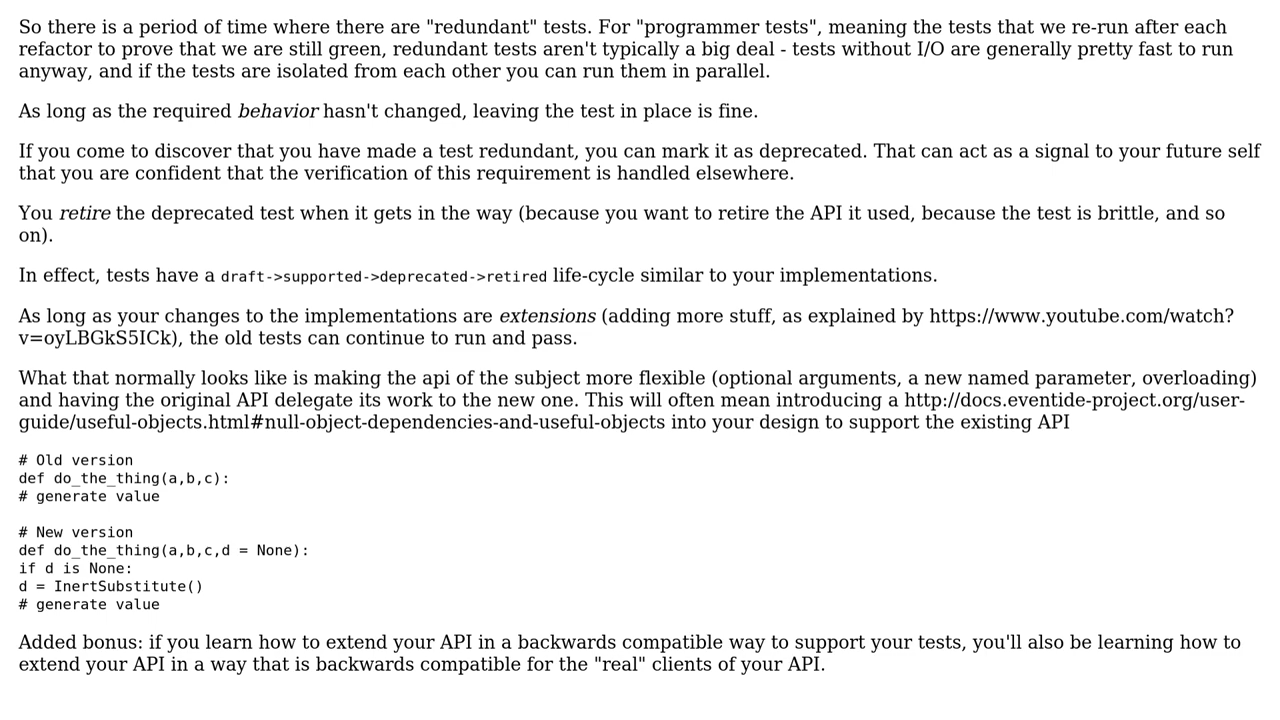 So there is a period of time where there are "redundant" tests. For "programmer tests", meaning the tests that we re-run after each
refactor to prove that we are still green, redundant tests aren't typically a big deal - tests without I/O are generally pretty fast to run
anyway, and if the tests are isolated from each other you can run them in parallel.
As long as the required behavior hasn't changed, leaving the test in place is fine.
If you come to discover that you have made a test redundant, you can mark it as deprecated. That can act as a signal to your future self
that you are confident that the verification of this requirement is handled elsewhere.
You retire the deprecated test when it gets in the way (because you want to retire the API it used, because the test is brittle, and so
on).
In effect, tests have a draft->supported->deprecated->retired life-cycle similar to your implementations.
As long as your changes to the implementations are extensions (adding more stuff, as explained by https://www.youtube.com/watch?
v=oyLBGkS5ICk), the old tests can continue to run and pass.
What that normally looks like is making the api of the subject more flexible (optional arguments, a new named parameter, overloading)
and having the original API delegate its work to the new one. This will often mean introducing a http://docs.eventide-project.org/user-
guide/useful-objects.html#null-object-dependencies-and-useful-objects into your design to support the existing API
# Old version
def do_the_thing(a,b,c):
# generate value
# New version
def do_the_thing(a,b,c,d = None):
if d is None:
d = InertSubstitute()
# generate value
Added bonus: if you learn how to extend your API in a backwards compatible way to support your tests, you'll also be learning how to
extend your API in a way that is backwards compatible for the "real" clients of your API.